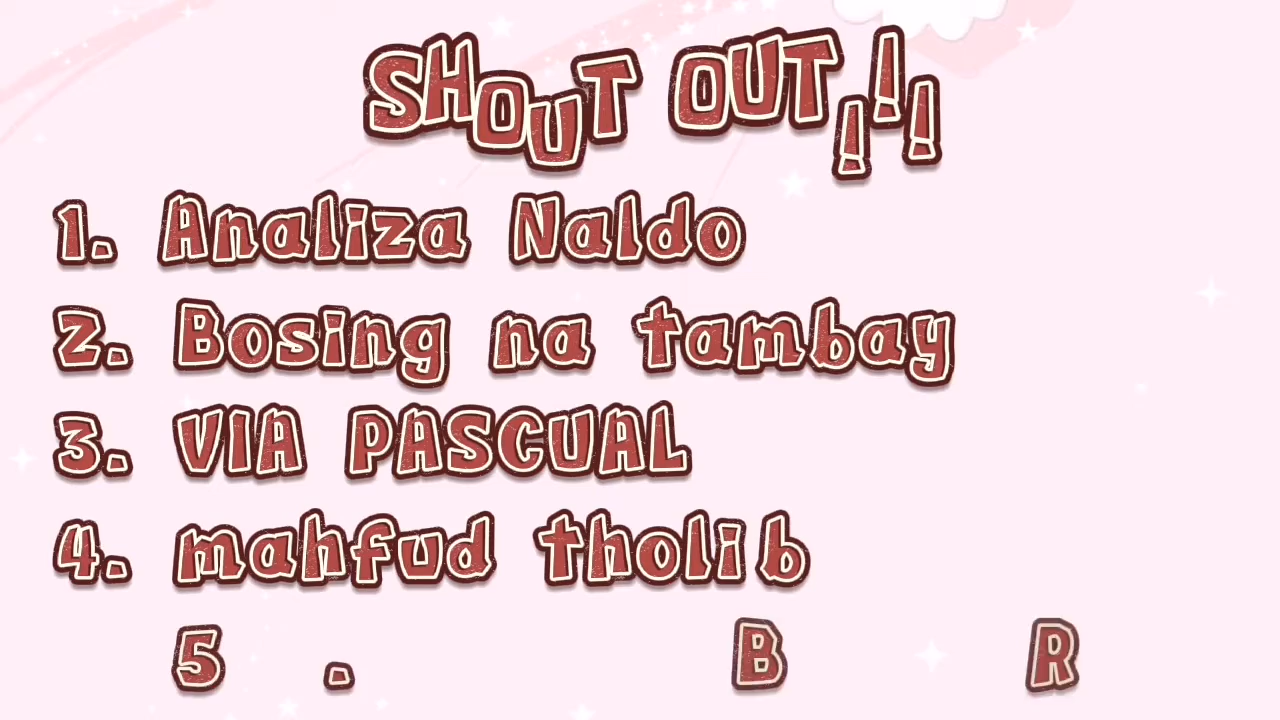 SHOUT OUT!!!
1. Analiza Naldo
2. Bosing na tambay
3. VIA PASCUAL
4. mahfud tholib
5. B R